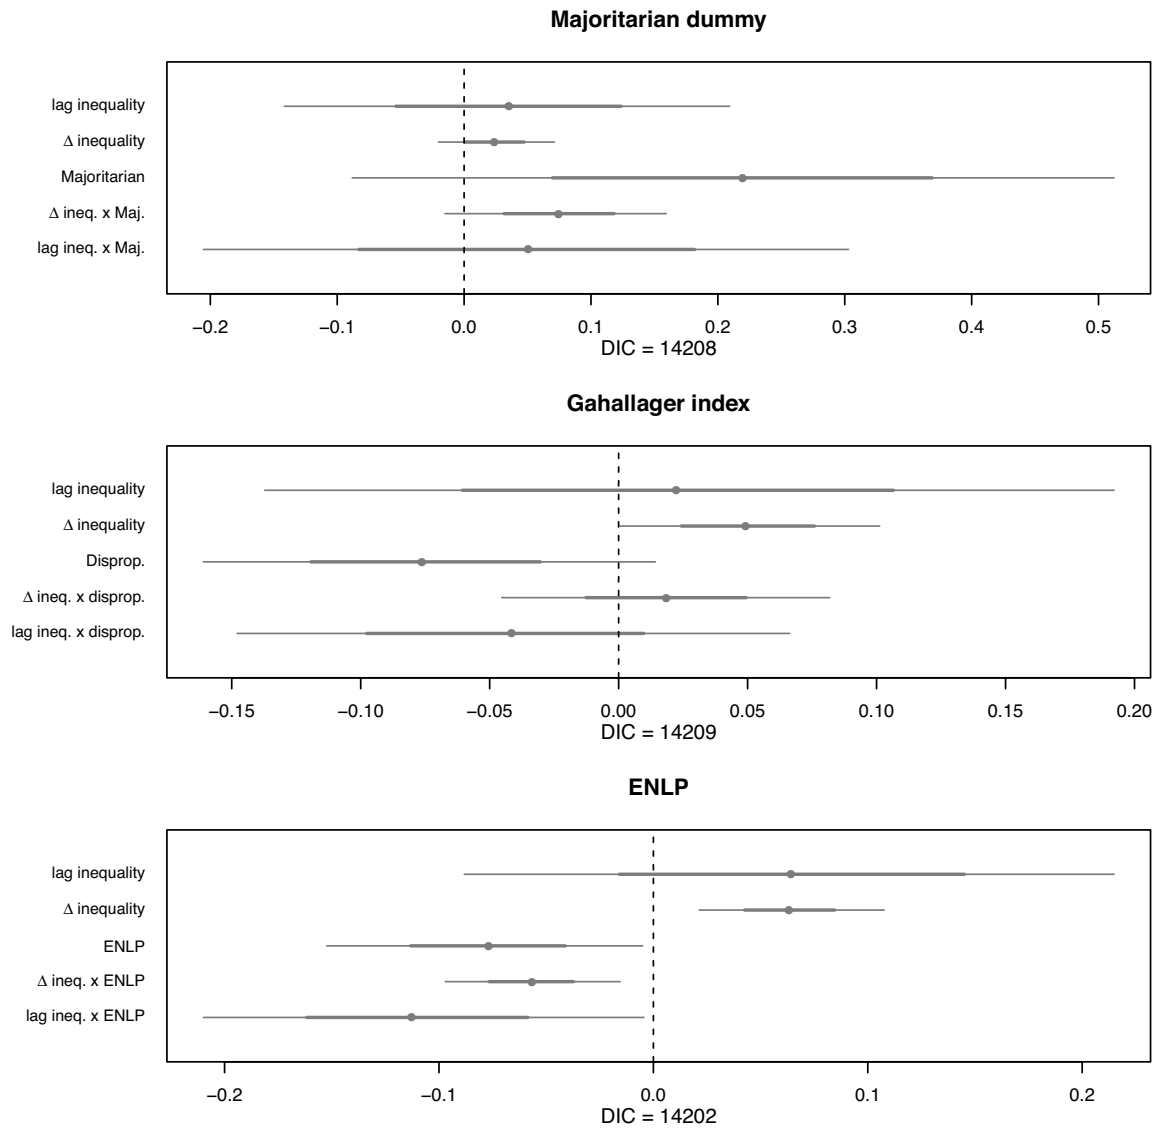 Majoritarian dummy
lag inequality
Δ inequality
Majoritarian
Δ ineq. x Maj.
lag ineq. x Maj.
−0.2 −0.1 0.0 0.1 0.2 0.3 0.4 0.5
DIC = 14208
Gahallager index
lag inequality
Δ inequality
Disprop.
Δ ineq. x disprop.
lag ineq. x disprop.
−0.15 −0.10 −0.05 0.00 0.05 0.10 0.15 0.20
DIC = 14209
ENLP
lag inequality
Δ inequality
ENLP
Δ ineq. x ENLP
lag ineq. x ENLP
−0.2 −0.1 0.0 0.1 0.2
DIC = 14202